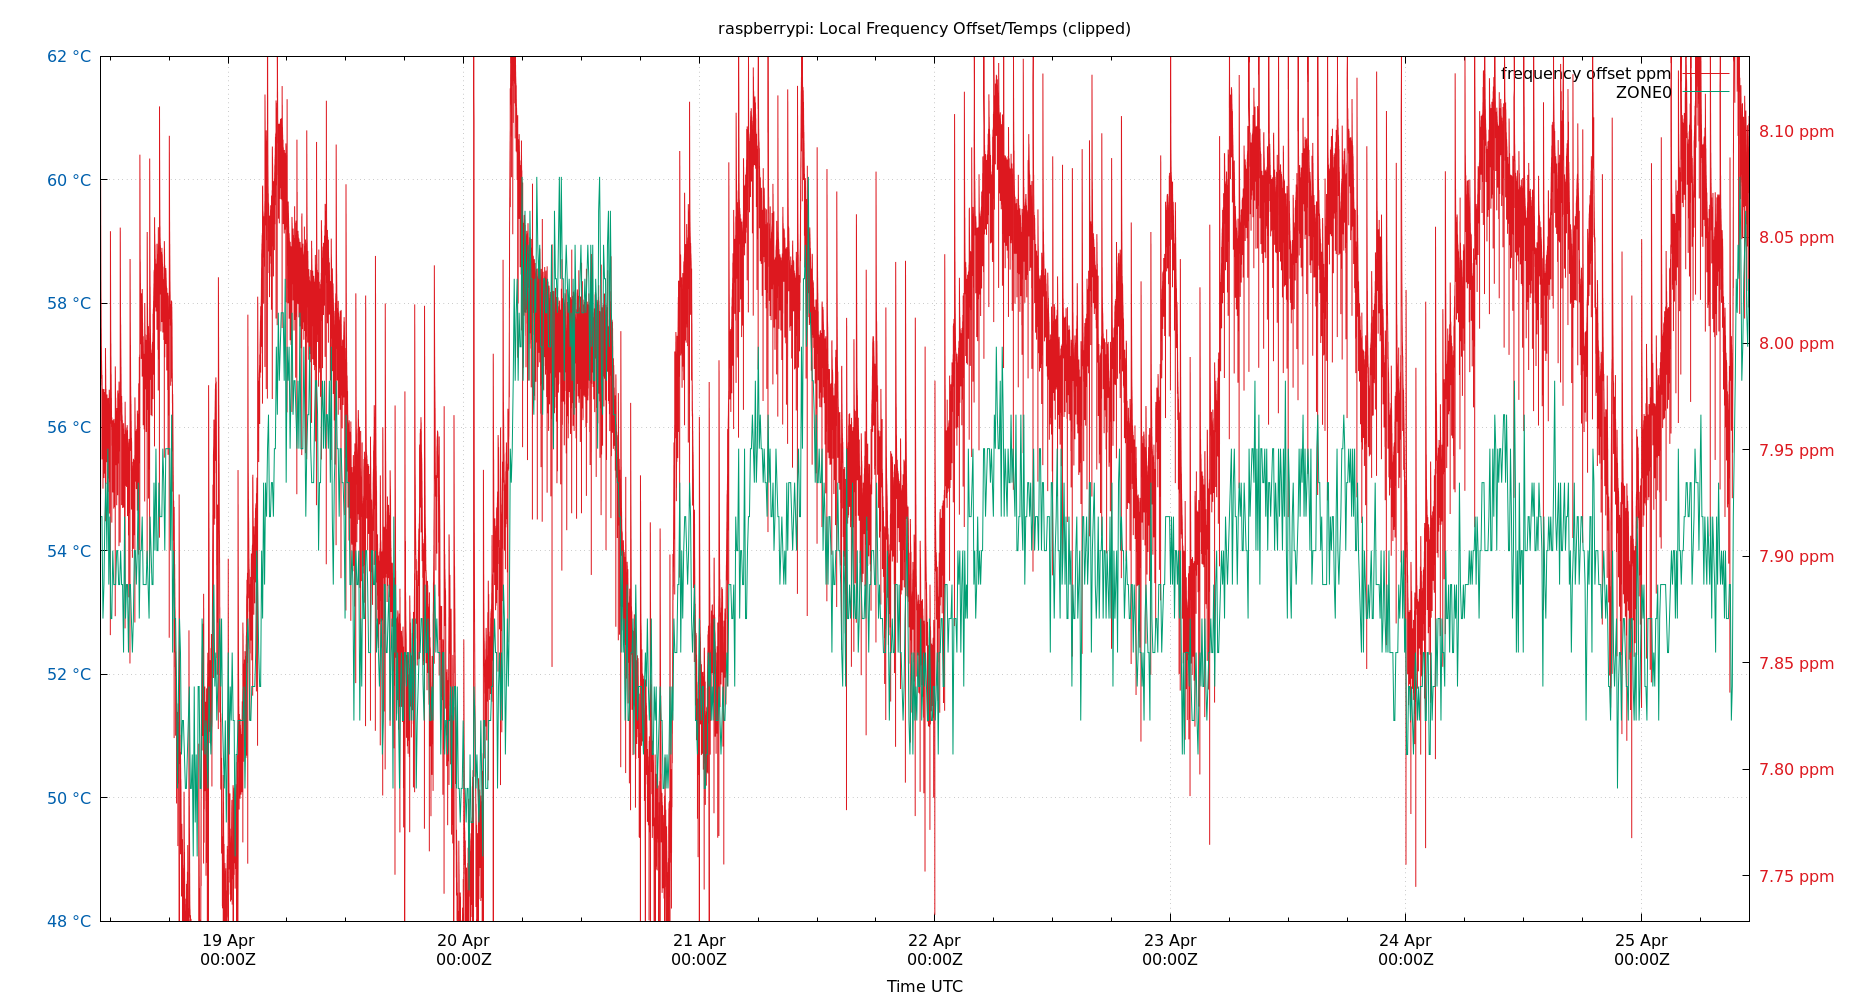 raspberrypi: Local Frequency Offset/Temps (clipped)
62 °C
60 °C
58 °C
56 °C
54 °C
52 °C
50 °C
48 °C
frequency offset ppm
ZONE0
8.10 ppm
8.05 ppm
8.00 ppm
7.95 ppm
7.90 ppm
7.85 ppm
7.80 ppm
7.75 ppm
19 Apr 20 Apr 21 Apr 22 Apr 23 Apr 24 Apr 25 Apr
00:00Z 00:00Z 00:00Z 00:00Z 00:00Z 00:00Z 00:00Z
Time UTC